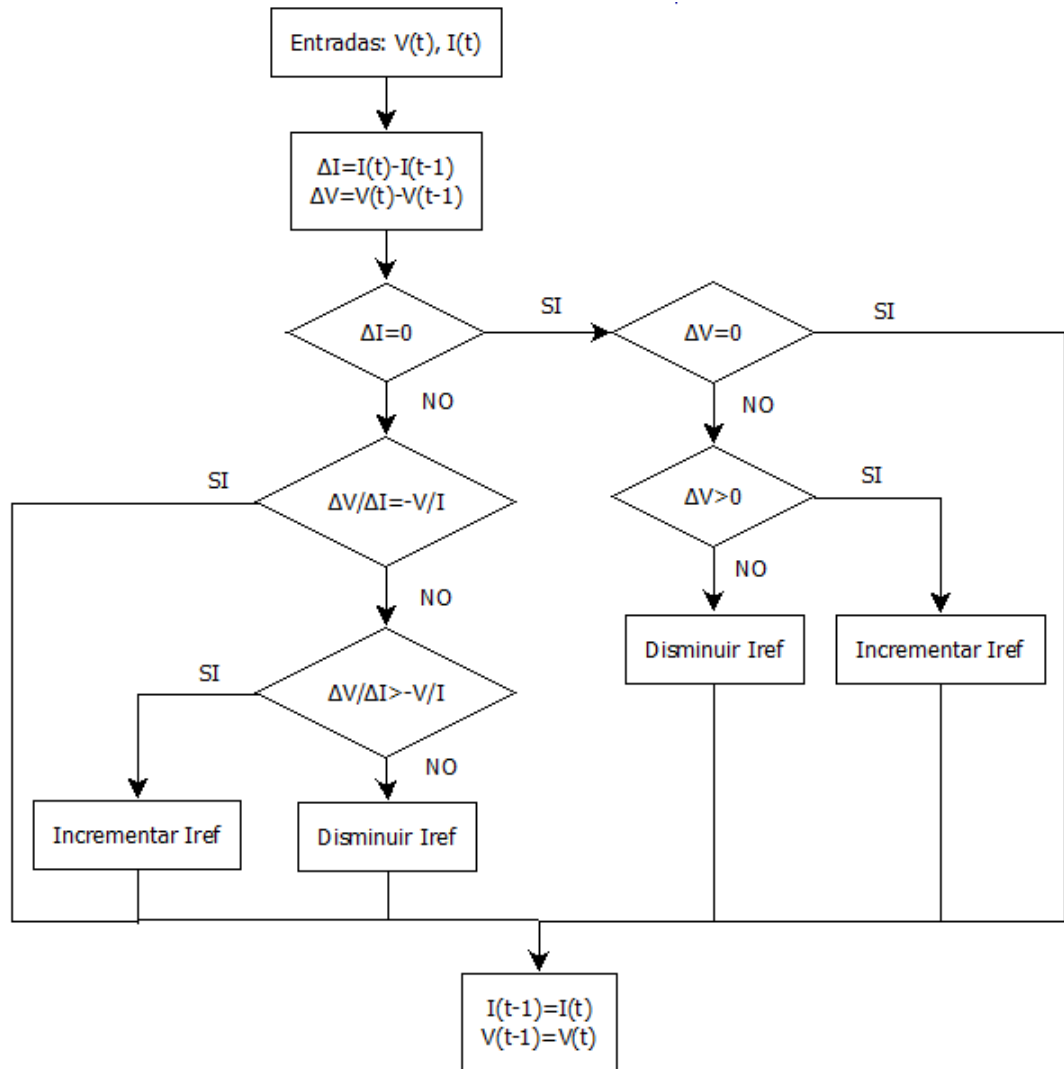 Entradas: V(t), I(t)
ΔI=I(t)-I(t-1)
ΔV=V(t)-V(t-1)
ΔI=0
SI
ΔV=0
SI
NO
NO
SI
ΔV/ΔI=-V/I
ΔV>0
SI
NO
NO
Disminuir Iref
Incrementar Iref
SI
ΔV/ΔI>-V/I
NO
Incrementar Iref
Disminuir Iref
I(t-1)=I(t)
V(t-1)=V(t)